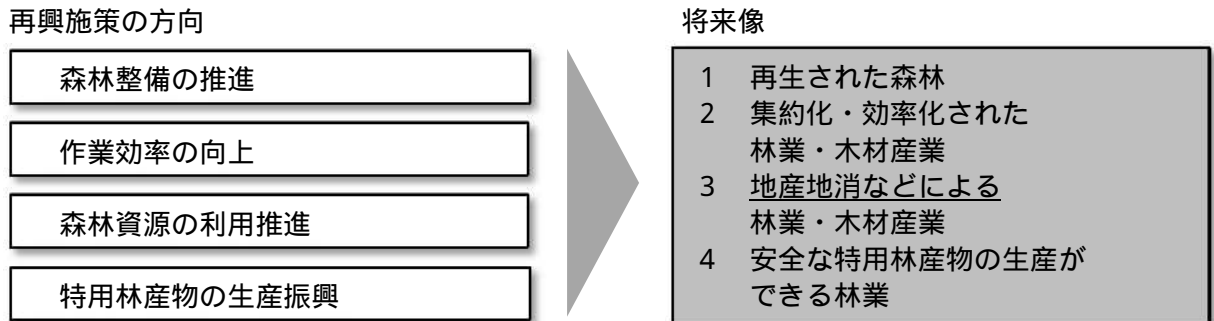 再興施策の方向
森林整備の推進
作業効率の向上
森林資源の利用推進
特用林産物の生産振興
将来像
1 再生された森林
2 集約化・効率化された
林業・木材産業
3 地産地消などによる
林業・木材産業
4 安全な特用林産物の生産が
できる林業